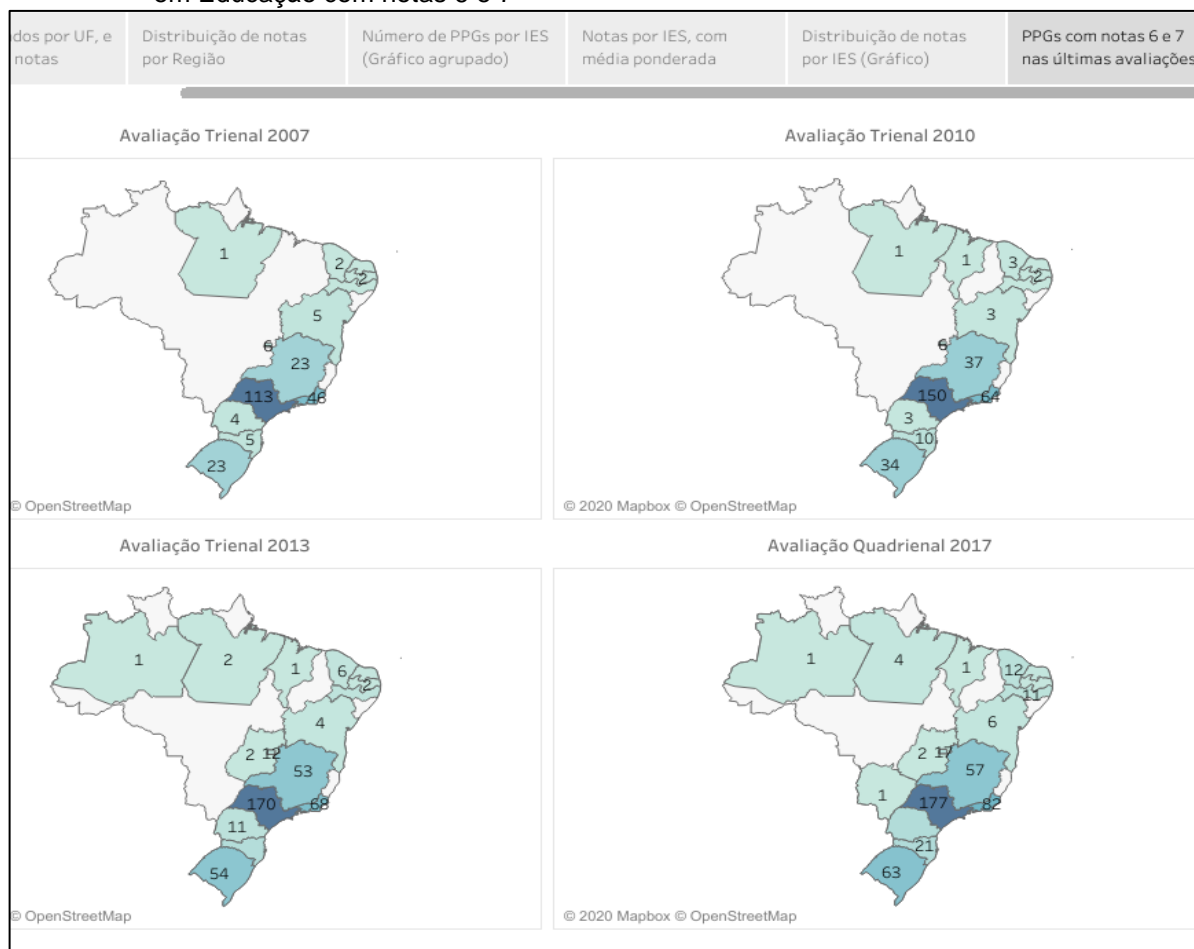 dos por UF, e
notas
Distribuição de notas
por Região
Número de PPGs por IES
(Gráfico agrupado)
Notas por IES, com
média ponderada
Distribuição de notas
por IES (Gráfico)
PPGs com notas 6 e 7
nas últimas avaliações
Avaliação Trienal 2007
1
2
2
5
6
23
113
46
4
5
23
© OpenStreetMap
Avaliação Trienal 2010
1
1
3
2
3
6
37
150
64
3
10
34
© 2020 Mapbox © OpenStreetMap
Avaliação Trienal 2013
1
2
1
6
2
4
2
12
53
170
68
11
54
© OpenStreetMap
Avaliação Quadrienal 2017
1
4
1
12
11
6
2
17
57
1
177
82
21
63
© 2020 Mapbox © OpenStreetMap